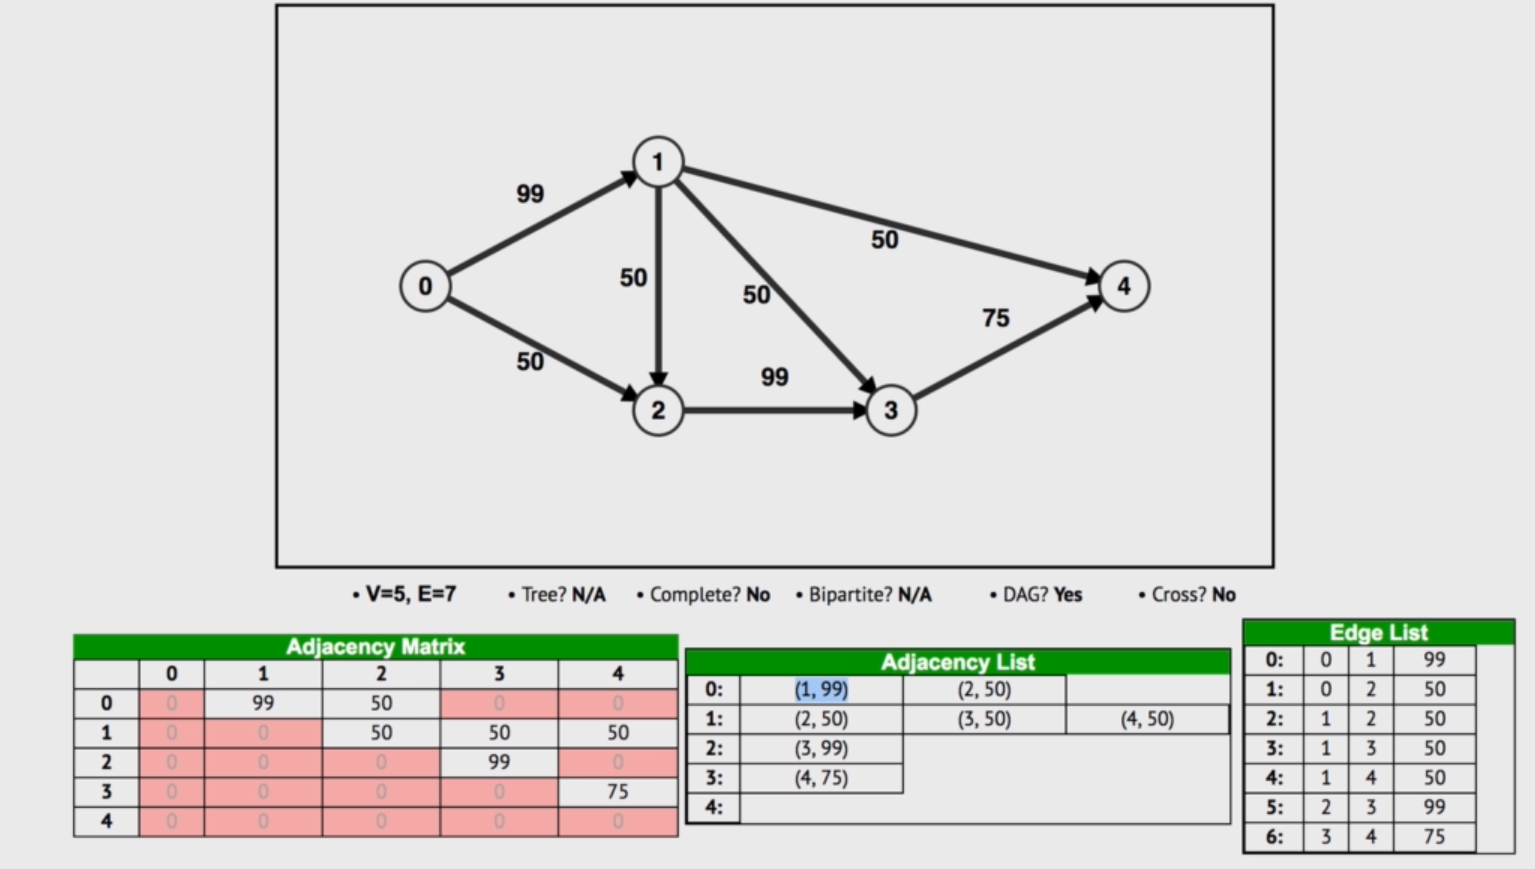 1
99
50
0
50
50
4
75
50
99
2
3
• V=5, E=7 • Tree? N/A • Complete? No • Bipartite? N/A • DAG? Yes • Cross? No
Adjacency Matrix
0 1 2 3 4
0 0 99 50 0 0
1 0 0 50 50 50
2 0 0 0 99 0
3 0 0 0 0 75
4 0 0 0 0 0
Adjacency List
0: (1, 99) (2, 50)
1: (2, 50) (3, 50) (4, 50)
2: (3, 99)
3: (4, 75)
4:
Edge List
0: 0 1 99
1: 0 2 50
2: 1 2 50
3: 1 3 50
4: 1 4 50
5: 2 3 99
6: 3 4 75